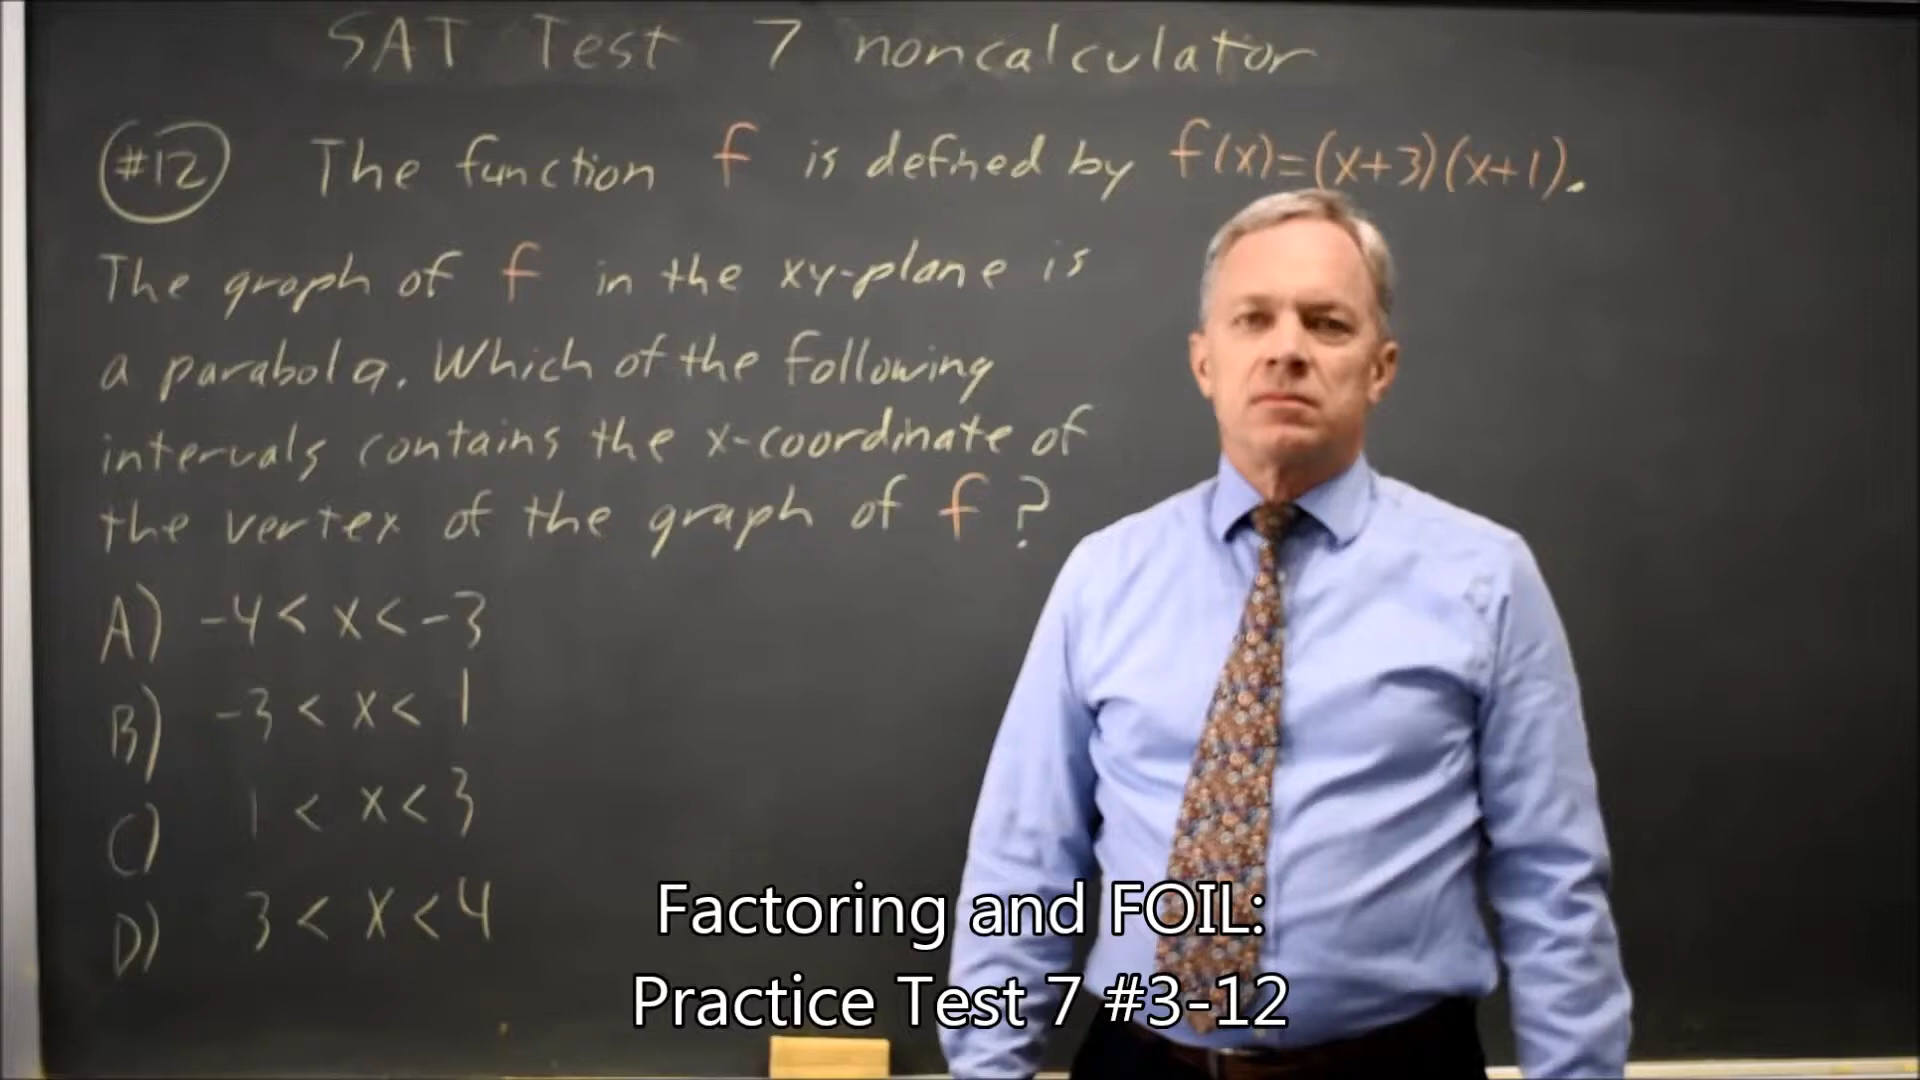 SAT Test 7 noncalculator
#12 The function f is defined by f(x)=(x+3)(x+1).
The graph of f in the xy-plane is
a parabola. Which of the following
intervals contains the x-coordinate of
the vertex of the graph of f?
A) -4 < x < -3
B) -3 < x < 1
C) 1 < x < 3
D) 3 < x < 4
Factoring and FOIL:
Practice Test 7 #3-12